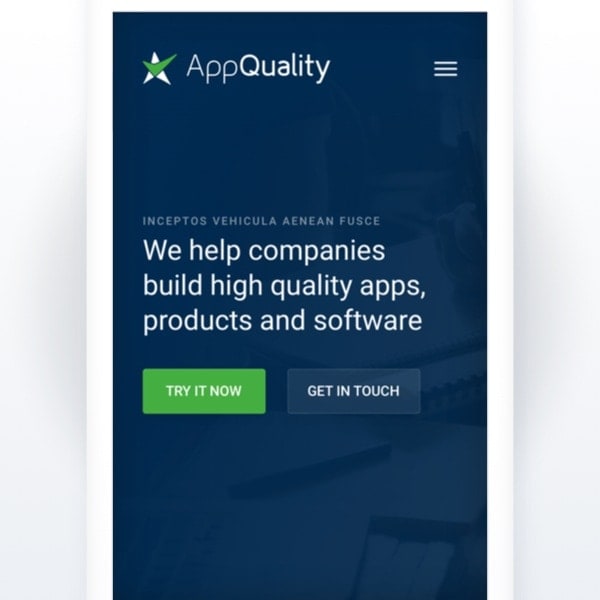 AppQuality
INCEPTOS VEHICULA AENEAN FUSCE
We help companies
build high quality apps,
products and software
TRY IT NOW
GET IN TOUCH